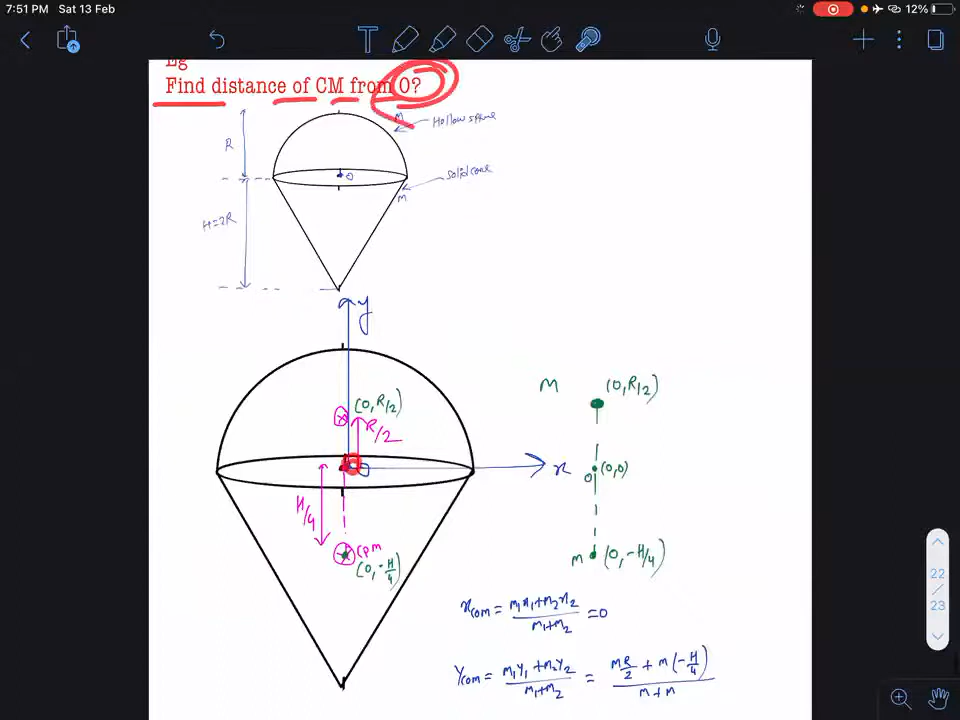 7:51 PM Sat 13 Feb
12%
T
Eg
Find distance of CM from O?
M
Hollow sphere
R
O
solid cone
M
H=2R
y
(0, R/2)
R/2
O
x
H/4
com
(0, -H/4)
M
(0, R/2)
O (0,0)
m (0, -H/4)
xcom = m1x1+m2x2 / m1+m2 = 0
Ycom = m1y1+m2y2 / m1+m2 = mR/2 + m(-H/4) / m+m
22
/
23